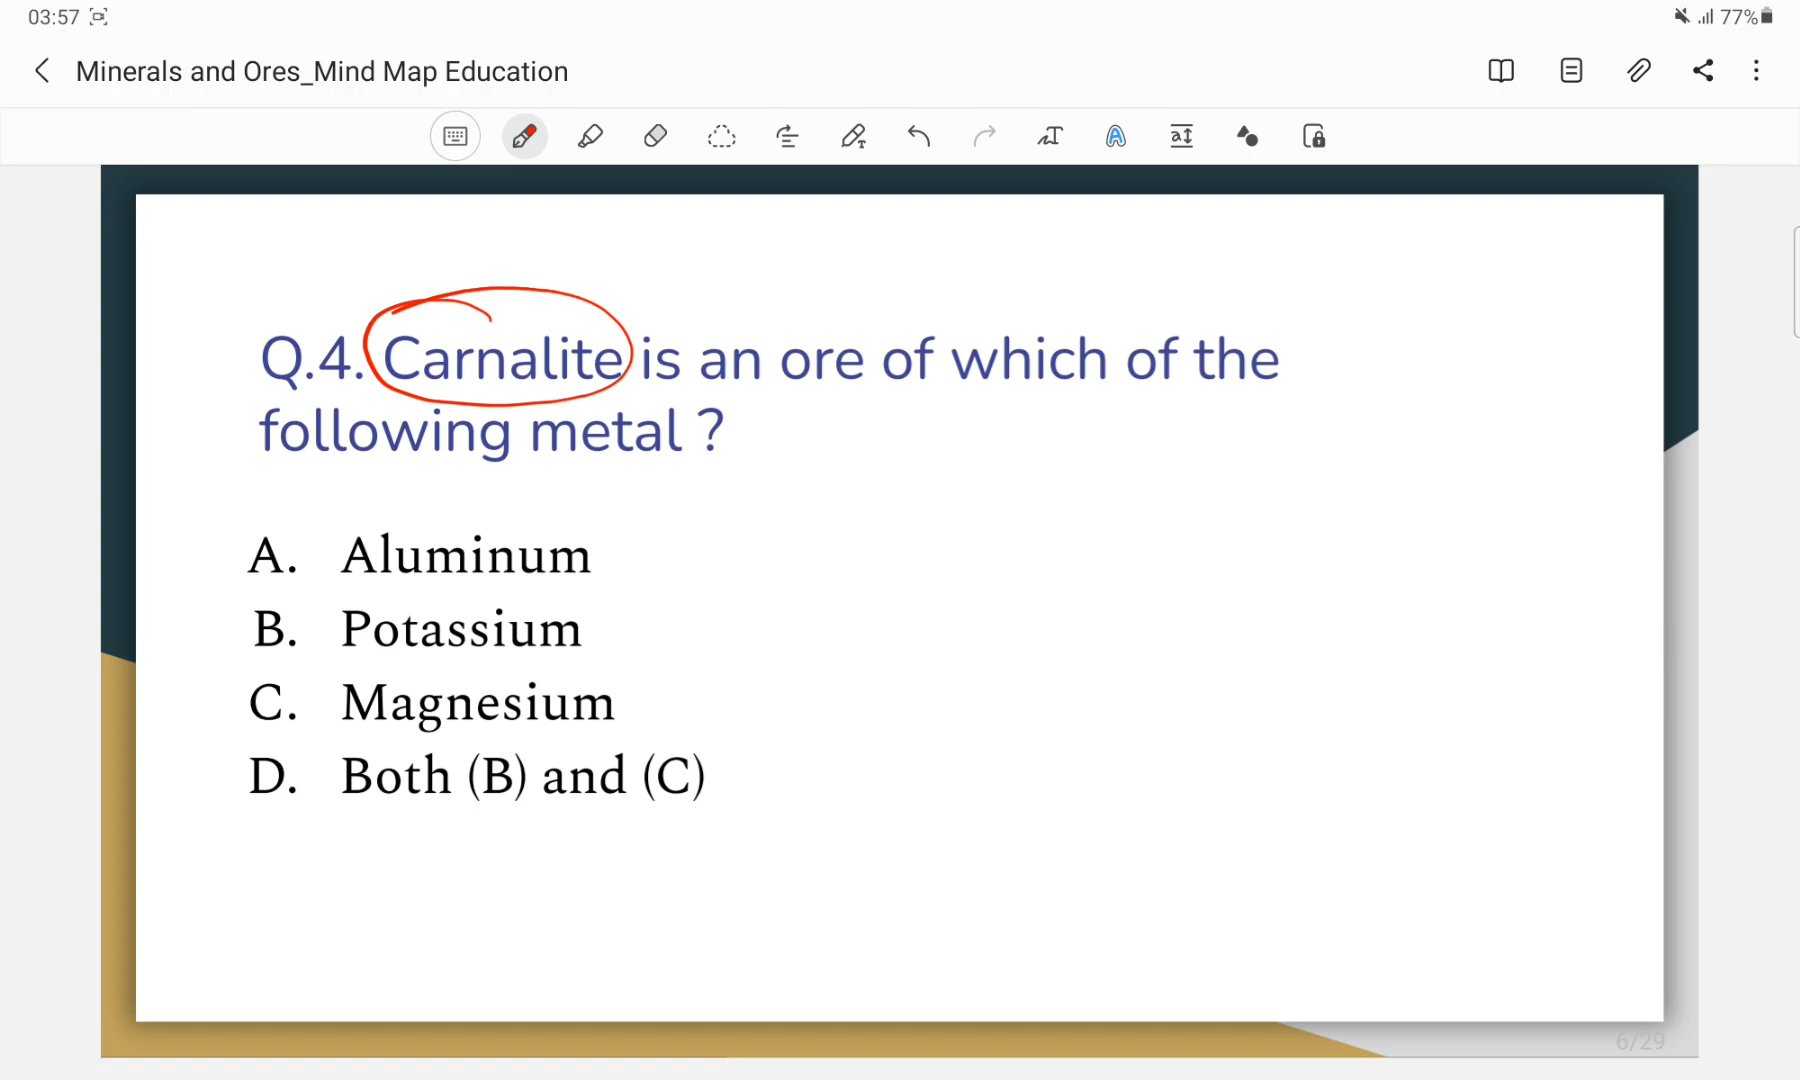 03:57
77%
Minerals and Ores_Mind Map Education
Q.4. Carnalite is an ore of which of the
following metal ?
A. Aluminum
B. Potassium
C. Magnesium
D. Both (B) and (C)
6/29